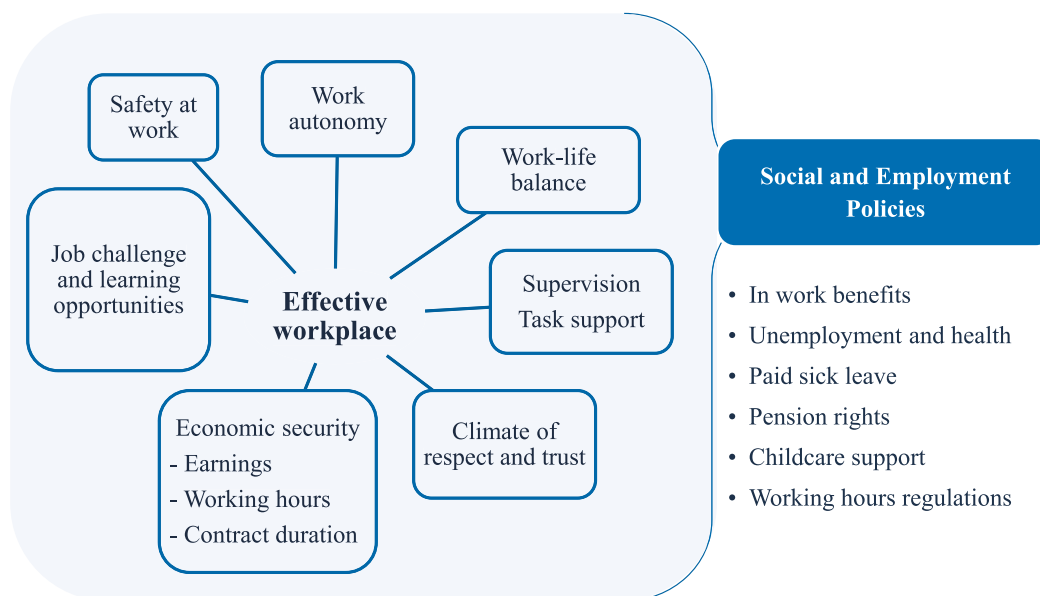 Safety at
work
Work
autonomy
Work-life
balance
Job challenge
and learning
opportunities
Effective
workplace
Supervision
Task support
Economic security
- Earnings
- Working hours
- Contract duration
Climate of
respect and trust
Social and Employment
Policies
• In work benefits
• Unemployment and health
• Paid sick leave
• Pension rights
• Childcare support
• Working hours regulations